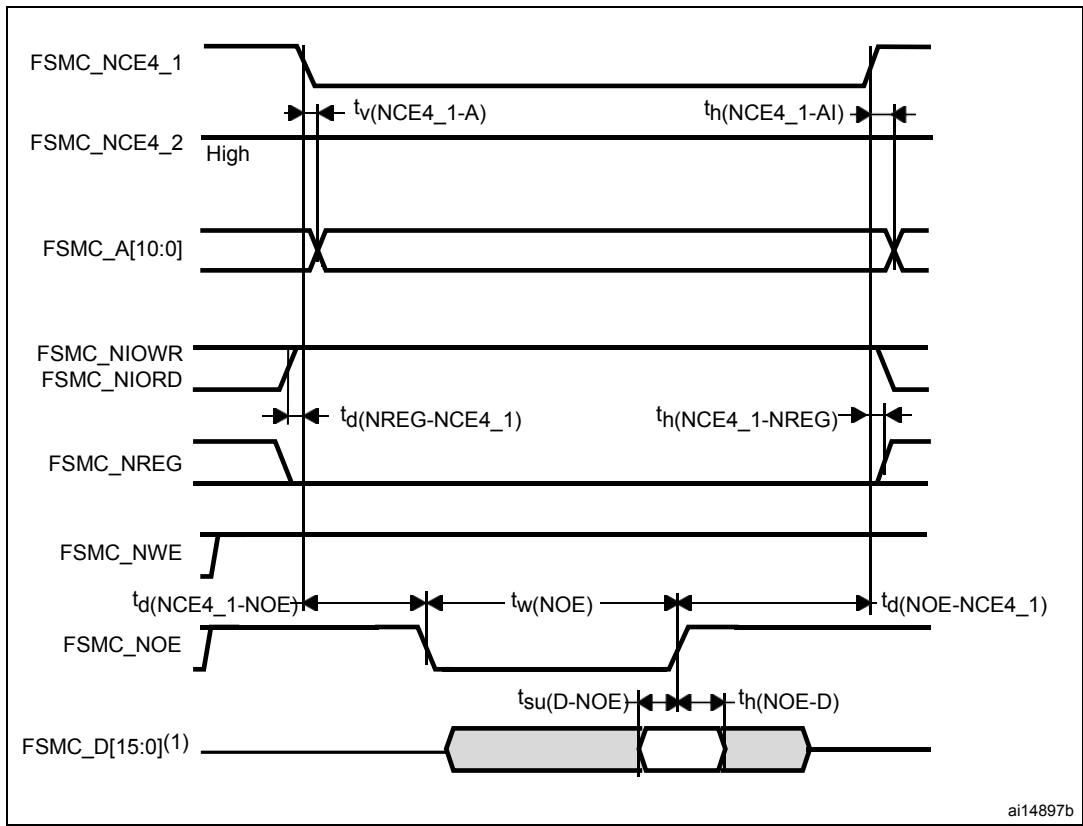 FSMC_NCE4_1
tv(NCE4_1-A)
th(NCE4_1-AI)
FSMC_NCE4_2
High
FSMC_A[10:0]
FSMC_NIOWR
FSMC_NIORD
td(NREG-NCE4_1)
th(NCE4_1-NREG)
FSMC_NREG
FSMC_NWE
td(NCE4_1-NOE)
tw(NOE)
td(NOE-NCE4_1)
FSMC_NOE
tsu(D-NOE)
th(NOE-D)
FSMC_D[15:0](1)
ai14897b